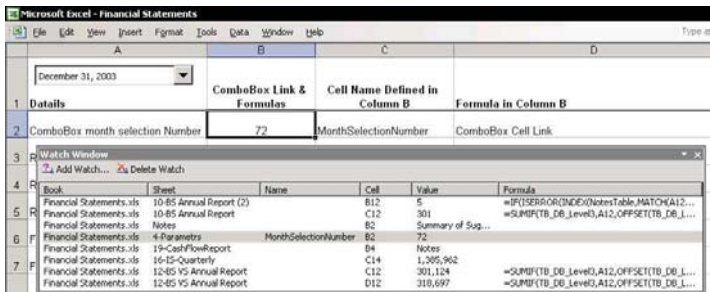 Microsoft Excel - Financial Statements
File Edit View Insert Format Tools Data Window Help Type a
A B C D
December 31, 2003
1 Datails ComboBox Link & Formulas Cell Name Defined in Column B Formula in Column B
2 ComboBox month selection Number 72 MonthSelectionNumber ComboBox Cell Link
3 R
Watch Window
Add Watch... Delete Watch
4 R
Book Sheet Name Cell Value Formula
Financial Statements.xls 10-BS Annual Report (2) B12 5 =IF(ISERROR(INDEX(NotesTable,MATCH(A12...
5 R
Financial Statements.xls 10-BS Annual Report C12 301 =SUMIF(TB_DB_Level3,A12,OFFSET(TB_DB_L...
Financial Statements.xls Notes B2 Summary of Sug...
6 F
Financial Statements.xls 4-Parametrs MonthSelectionNumber B2 72
Financial Statements.xls 19-CashFlowReport B4 Notes
7 F
Financial Statements.xls 16-IS-Quarterly C14 1,385,962
Financial Statements.xls 12-BS VS Annual Report C12 301,124 =SUMIF(TB_DB_Level3,A12,OFFSET(TB_DB_L...
Financial Statements.xls 12-BS VS Annual Report D12 318,697 =SUMIF(TB_DB_Level3,A12,OFFSET(TB_DB_L...